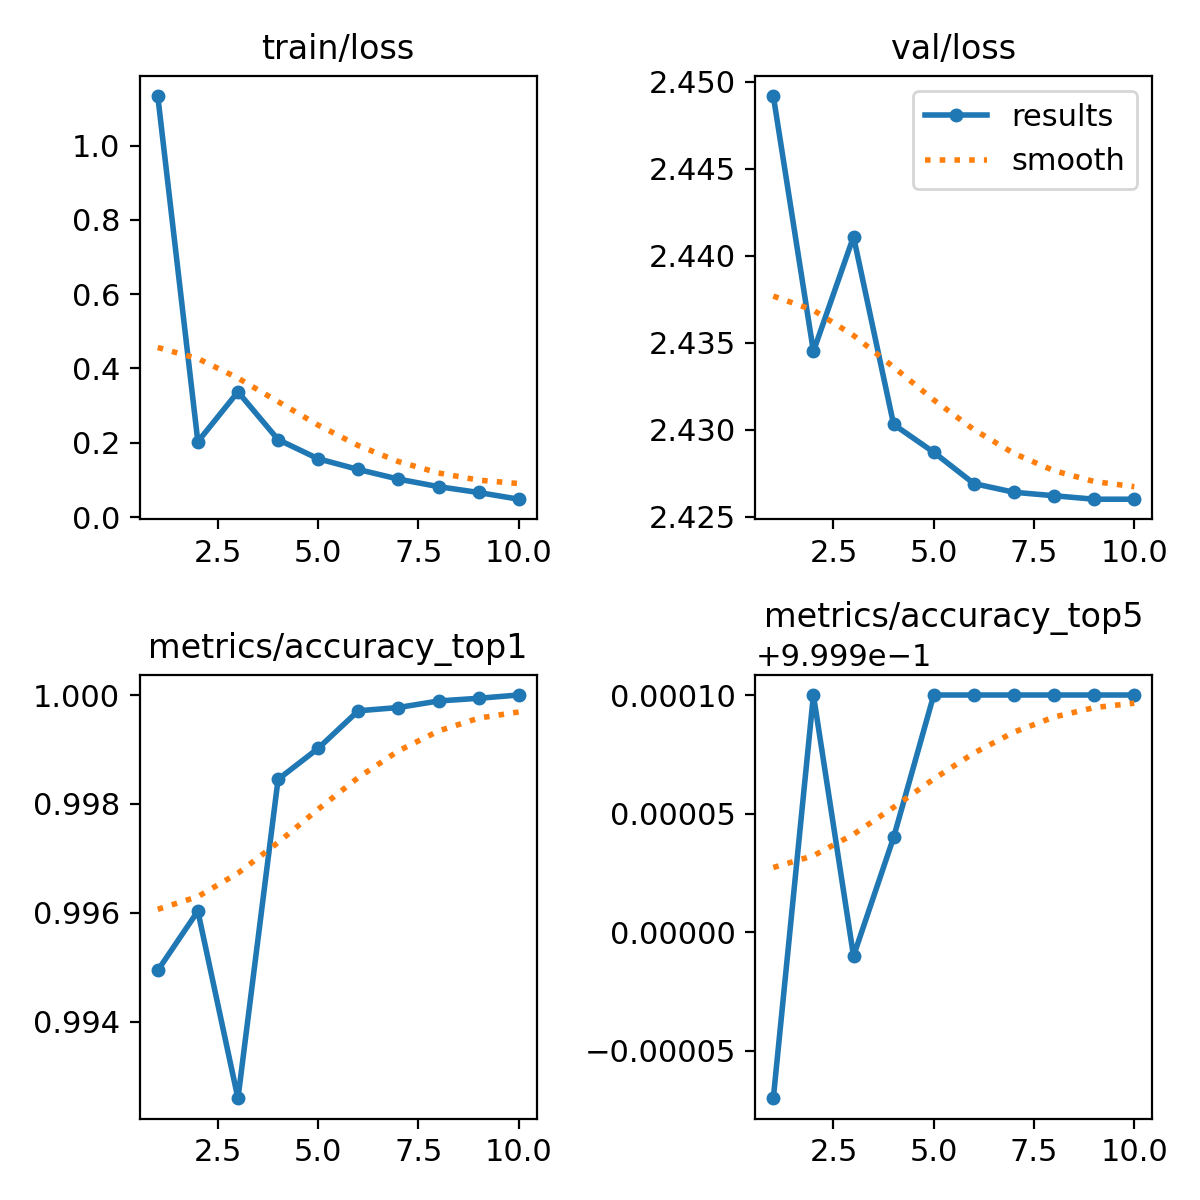 train/loss
1.0
0.8
0.6
0.4
0.2
0.0
2.5 5.0 7.5 10.0
val/loss
2.450
2.445
2.440
2.435
2.430
2.425
results
smooth
2.5 5.0 7.5 10.0
metrics/accuracy_top1
1.000
0.998
0.996
0.994
2.5 5.0 7.5 10.0
metrics/accuracy_top5
+9.999e−1
0.00010
0.00005
0.00000
−0.00005
2.5 5.0 7.5 10.0